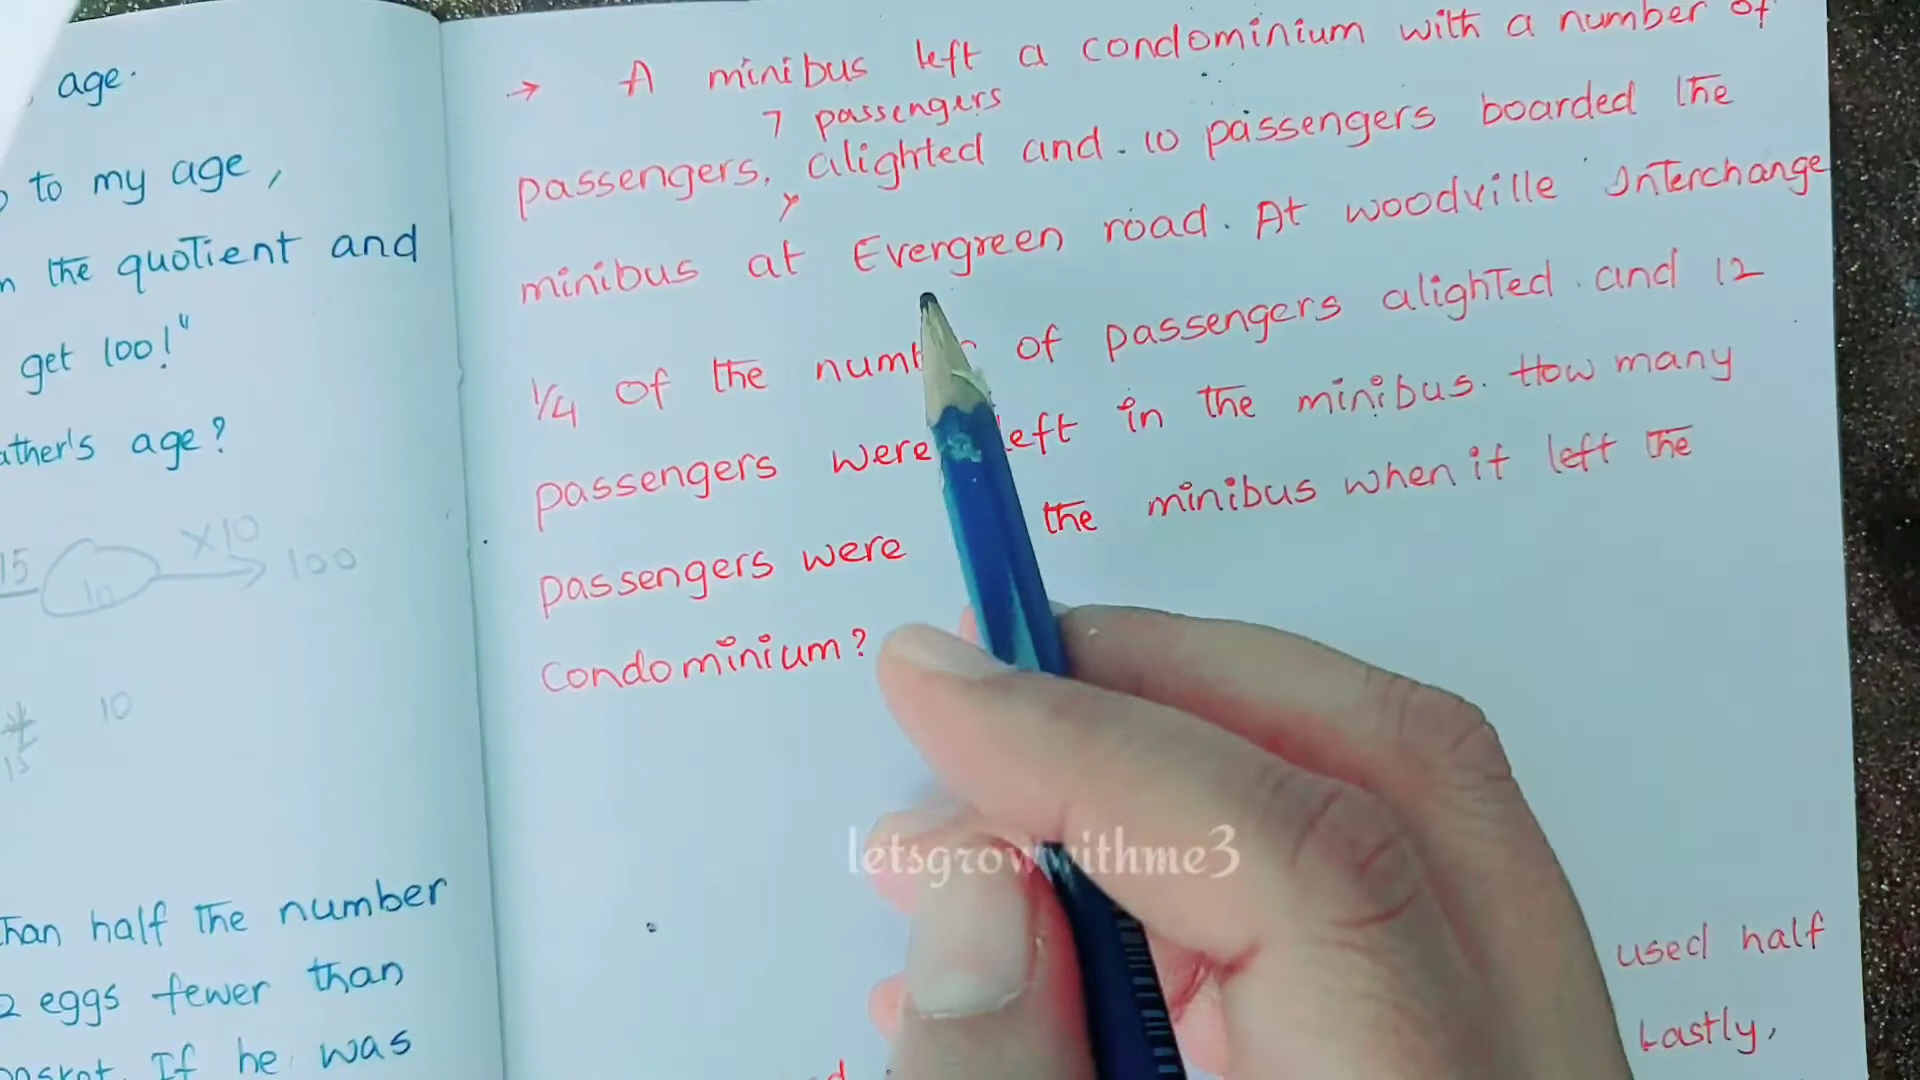 age.
to my age,
the quotient and
get 100!"
age?
15 10 ×10 100
10
15
than half the number
2 eggs fewer than
If he was
→ A minibus left a condominium with a number of
7 passengers
passengers, alighted and 10 passengers boarded the
minibus at Evergreen road. At woodville Interchange
1/4 of the of passengers alighted and 12
passengers were left in the minibus. How many
passengers were the minibus when it left the
Condominium?
letsgrowwithme3
used half
Lastly,